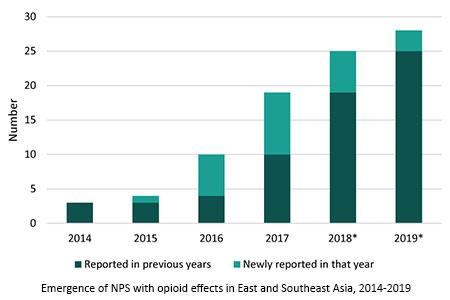 30
25
20
15
10
5
0
Number
2014 2015 2016 2017 2018* 2019*
Reported in previous years Newly reported in that year
Emergence of NPS with opioid effects in East and Southeast Asia, 2014-2019